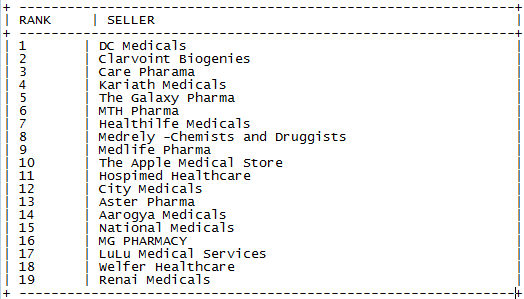 RANK SELLER
1 DC Medicals
2 Clarvoint Biogenies
3 Care Pharama
4 Kariath Medicals
5 The Galaxy Pharma
6 MTH Pharma
7 Healthilfe Medicals
8 Medrely -Chemists and Druggists
9 Medlife Pharma
10 The Apple Medical Store
11 Hospimed Healthcare
12 City Medicals
13 Aster Pharma
14 Aarogya Medicals
15 National Medicals
16 MG PHARMACY
17 LuLu Medical Services
18 Welfer Healthcare
19 Renai Medicals